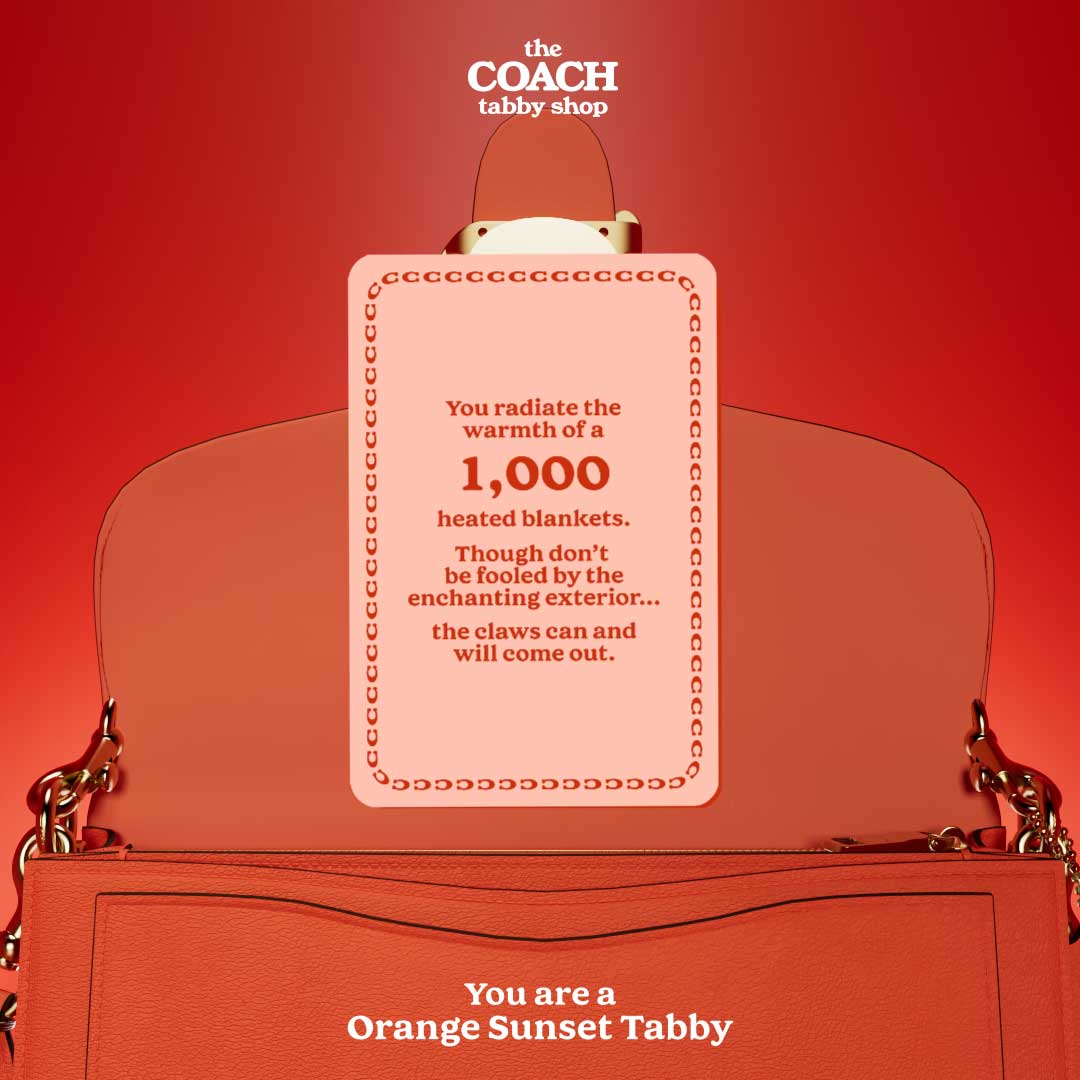 the
COACH
tabby shop
You radiate the
warmth of a
1,000
heated blankets.
Though don’t
be fooled by the
enchanting exterior...
the claws can and
will come out.
You are a
Orange Sunset Tabby